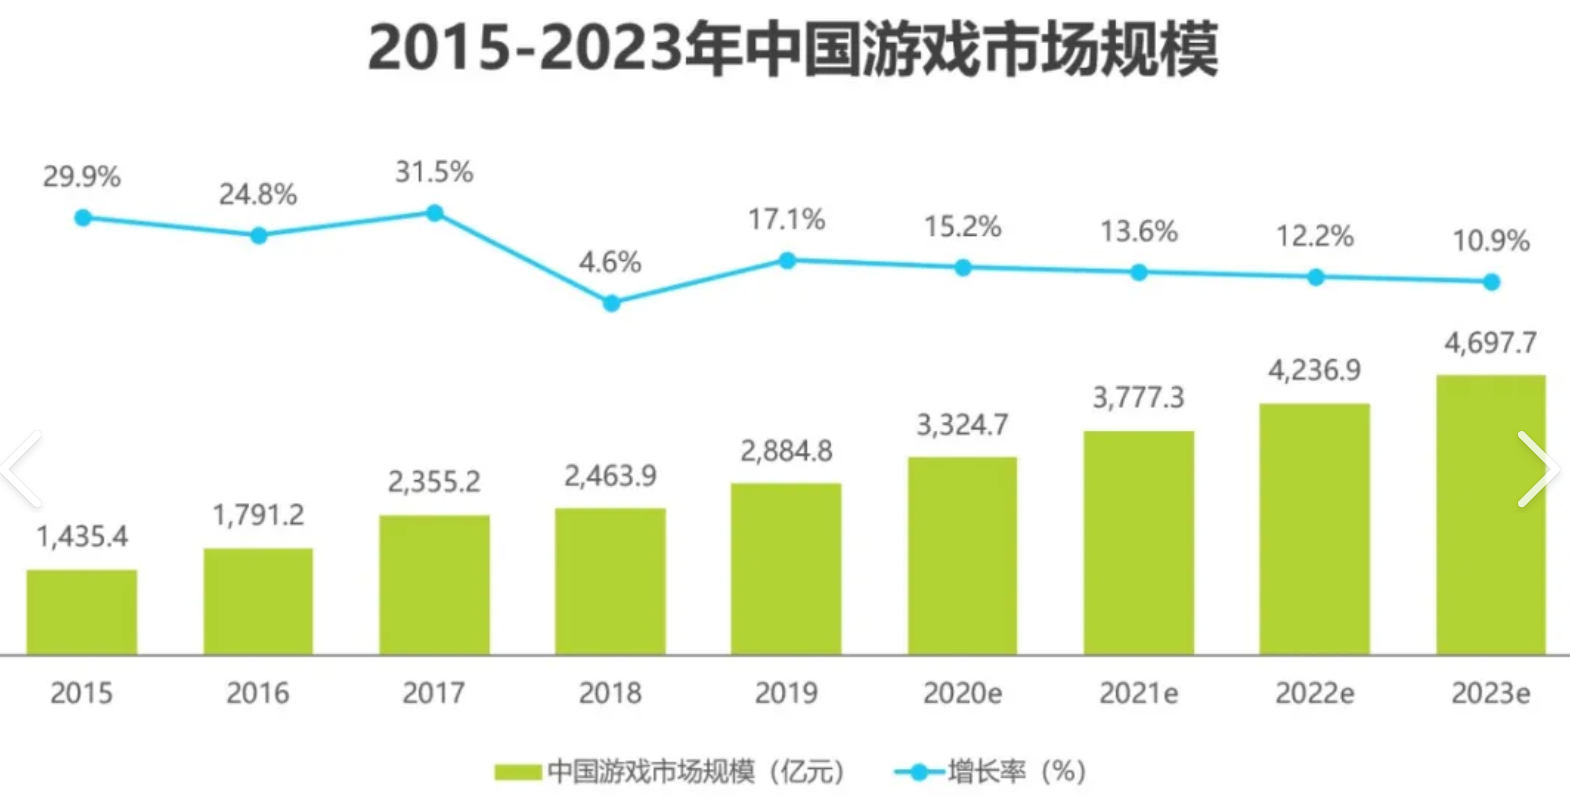 2015-2023年中国游戏市场规模
29.9% 24.8% 31.5% 4.6% 17.1% 15.2% 13.6% 12.2% 10.9%
1,435.4 1,791.2 2,355.2 2,463.9 2,884.8 3,324.7 3,777.3 4,236.9 4,697.7
2015 2016 2017 2018 2019 2020e 2021e 2022e 2023e
中国游戏市场规模（亿元） 增长率（%）